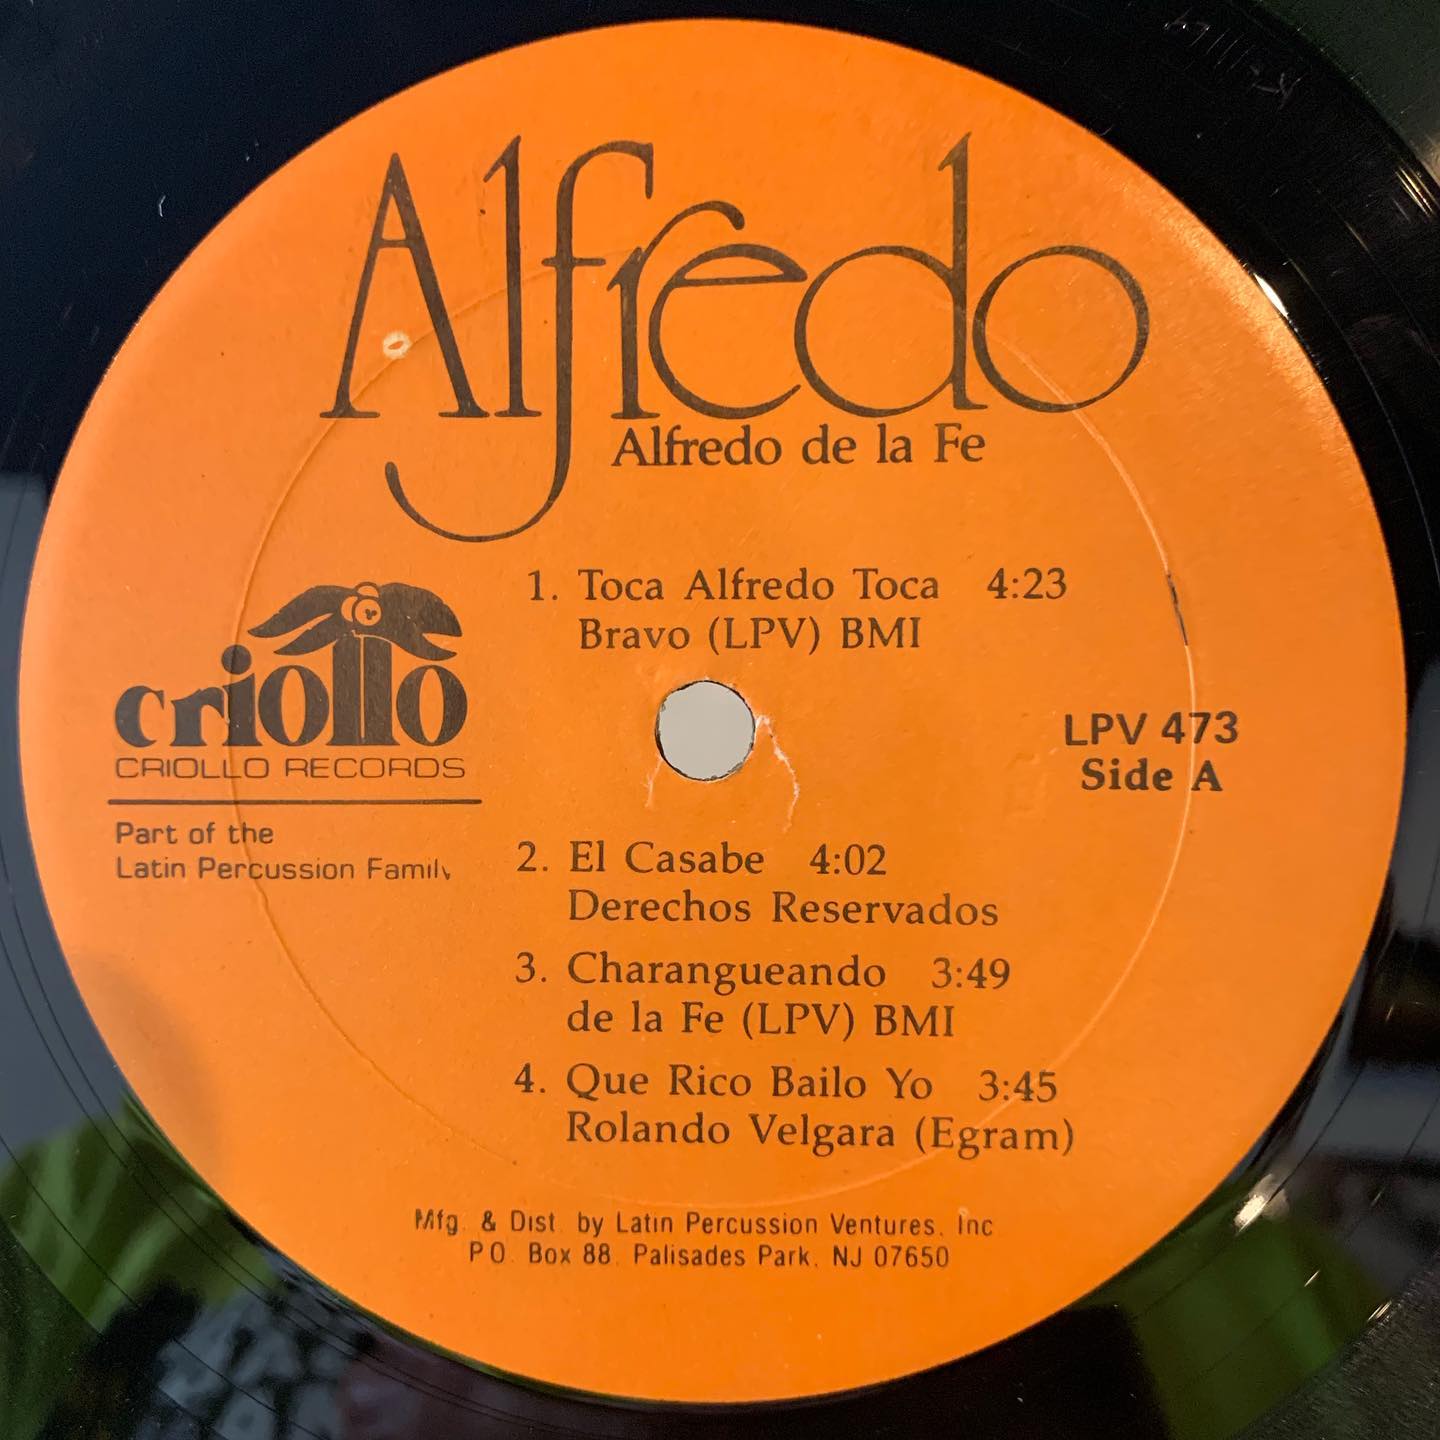 Alfredo
Alfredo de la Fe
1. Toca Alfredo Toca 4:23
Bravo (LPV) BMI
criollo
CRIOLLO RECORDS
Part of the
Latin Percussion Family
LPV 473
Side A
2. El Casabe 4:02
Derechos Reservados
3. Charangueando 3:49
de la Fe (LPV) BMI
4. Que Rico Bailo Yo 3:45
Rolando Velgara (Egram)
Mfg. & Dist. by Latin Percussion Ventures, Inc
P.O. Box 88, Palisades Park, NJ 07650